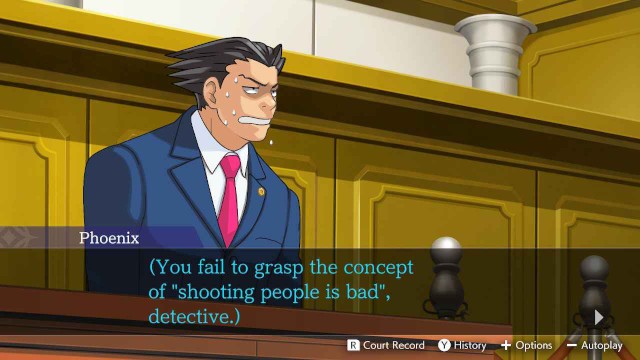 Phoenix
(You fail to grasp the concept
of "shooting people is bad",
detective.)
R Court Record Y History + Options − Autoplay